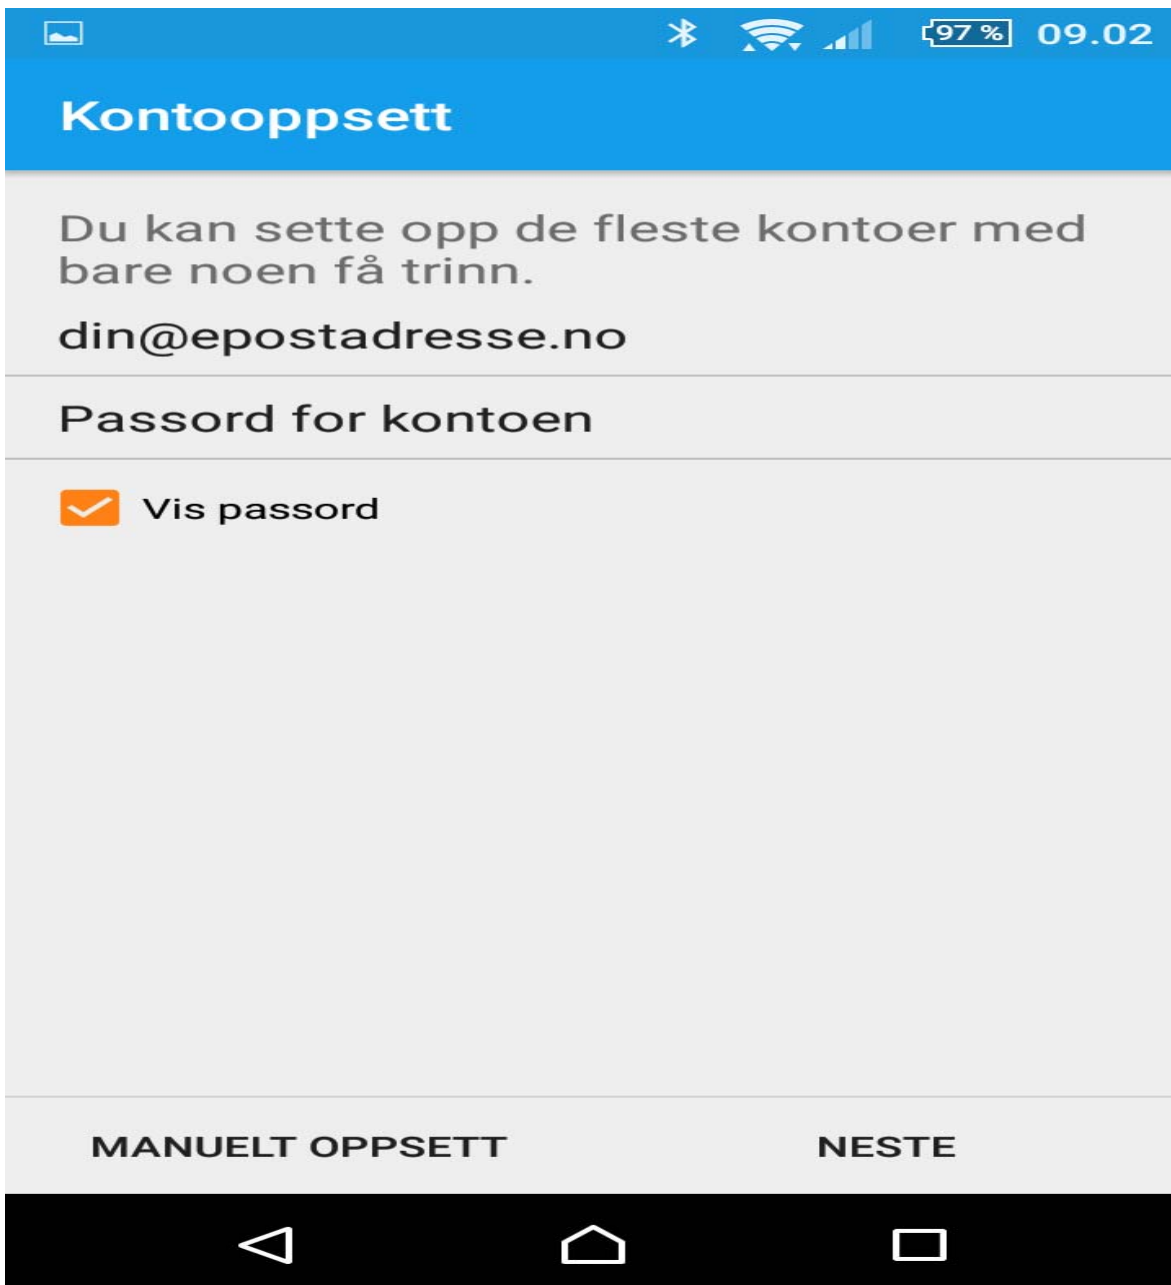 97 % 09.02
Kontooppsett
Du kan sette opp de fleste kontoer med
bare noen få trinn.
din@epostadresse.no
Passord for kontoen
Vis passord
MANUELT OPPSETT NESTE